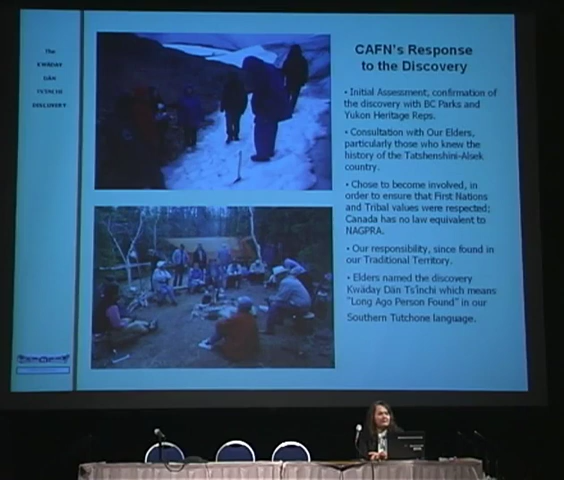 The
KWÄDAY
DÄN
TS'ÌNCHI
DISCOVERY
CAFN's Response
to the Discovery
• Initial Assessment, confirmation of
the discovery with BC Parks and
Yukon Heritage Reps.
• Consultation with Our Elders,
particularly those who knew the
history of the Tatshenshini-Alsek
country.
• Chose to become involved, in
order to ensure that First Nations
and Tribal values were respected;
Canada has no law equivalent to
NAGPRA.
• Our responsibility, since found in
our Traditional Territory.
• Elders named the discovery
Kwäday Dän Ts'ìnchi which means
"Long Ago Person Found" in our
Southern Tutchone language.